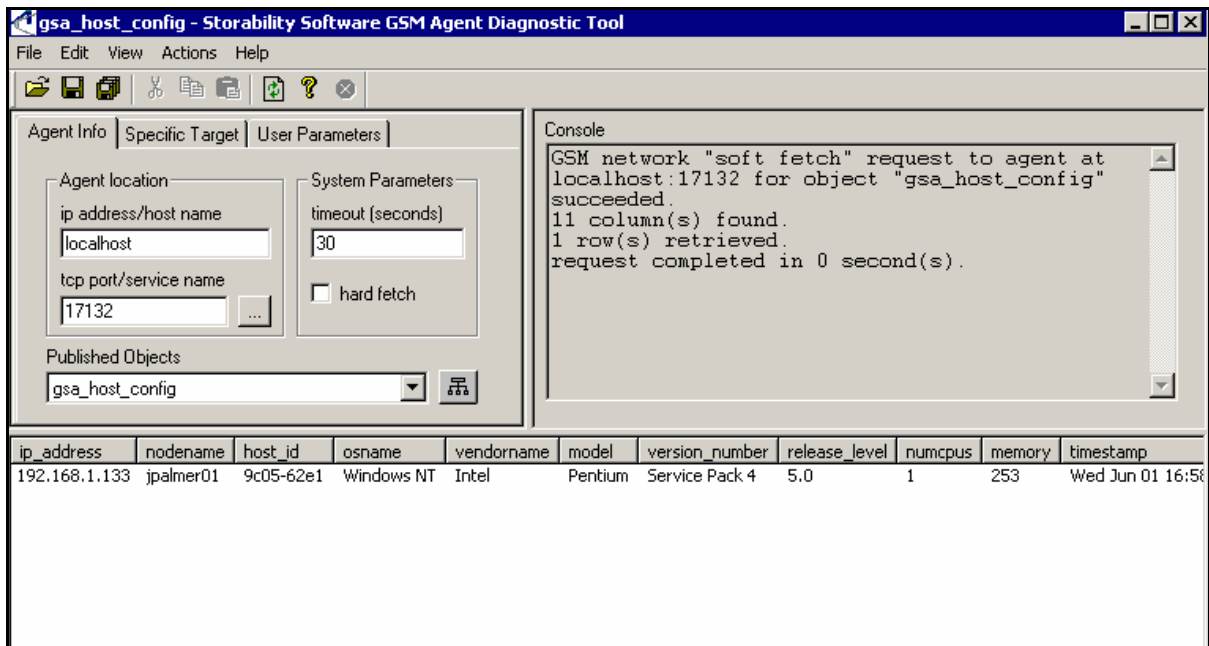 gsa_host_config - Storability Software GSM Agent Diagnostic Tool
File Edit View Actions Help
Agent Info Specific Target User Parameters
Agent location
ip address/host name
localhost
tcp port/service name
17132 ...
System Parameters
timeout (seconds)
30
hard fetch
Published Objects
gsa_host_config
Console
GSM network "soft fetch" request to agent at
localhost:17132 for object "gsa_host_config"
succeeded.
11 column(s) found.
1 row(s) retrieved.
request completed in 0 second(s).
ip_address nodename host_id osname vendorname model version_number release_level numcpus memory timestamp
192.168.1.133 jpalmer01 9c05-62e1 Windows NT Intel Pentium Service Pack 4 5.0 1 253 Wed Jun 01 16:58